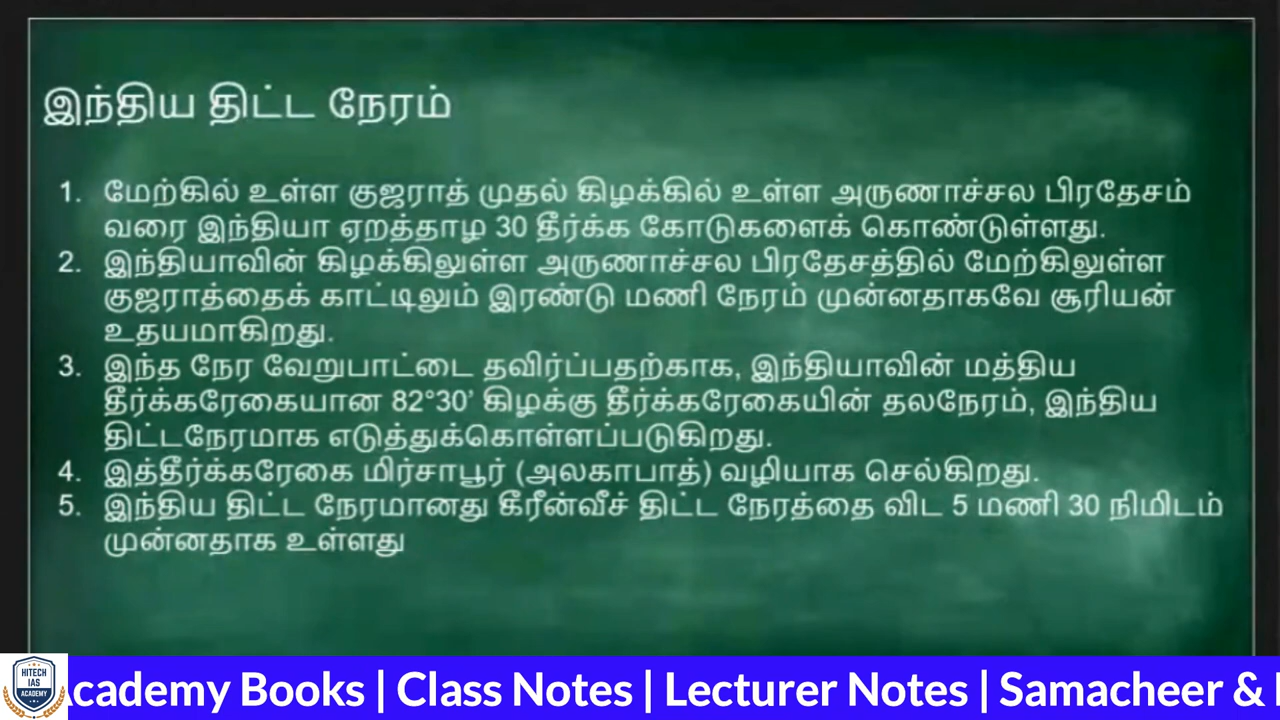 இந்திய திட்ட நேரம்
1. மேற்கில் உள்ள குஜராத் முதல் கிழக்கில் உள்ள அருணாச்சல பிரதேசம்
வரை இந்தியா ஏறத்தாழ 30 தீர்க்க கோடுகளைக் கொண்டுள்ளது.
2. இந்தியாவின் கிழக்கிலுள்ள அருணாச்சல பிரதேசத்தில் மேற்கிலுள்ள
குஜராத்தைக் காட்டிலும் இரண்டு மணி நேரம் முன்னதாகவே சூரியன்
உதயமாகிறது.
3. இந்த நேர வேறுபாட்டை தவிர்ப்பதற்காக, இந்தியாவின் மத்திய
தீர்க்கரேகையான 82°30’ கிழக்கு தீர்க்கரேகையின் தலநேரம், இந்திய
திட்டநேரமாக எடுத்துக்கொள்ளப்படுகிறது.
4. இத்தீர்க்கரேகை மிர்சாபூர் (அலகாபாத்) வழியாக செல்கிறது.
5. இந்திய திட்ட நேரமானது கிரீன்வீச் திட்ட நேரத்தை விட 5 மணி 30 நிமிடம்
முன்னதாக உள்ளது
HITECH
IAS
ACADEMY
cademy Books | Class Notes | Lecturer Notes | Samacheer &